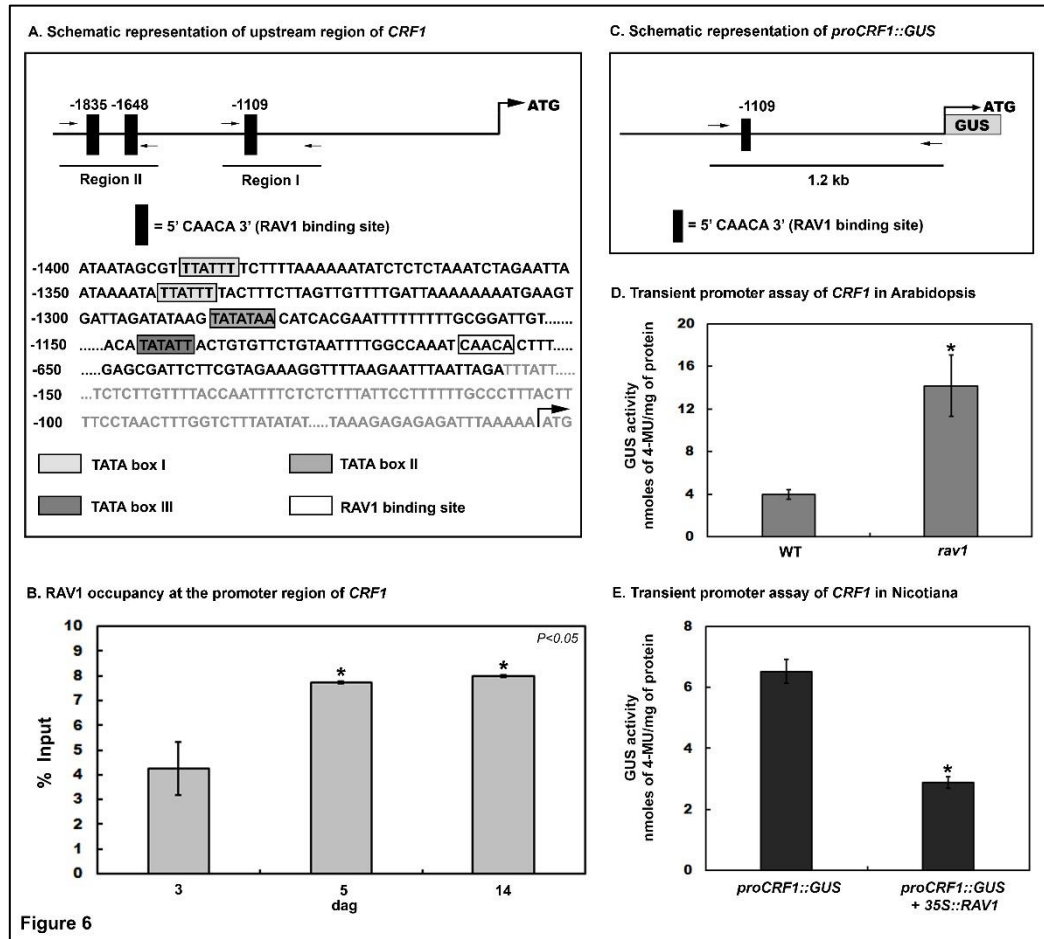 A. Schematic representation of upstream region of CRF1
-1835 -1648 -1109 ATG
Region II Region I
= 5' CAACA 3' (RAV1 binding site)
-1400 ATAATAGCGT TTATTT TCTTTTAAAAAATATCTCTCTAAATCTAGAATTA
-1350 ATAAAATA TTATTT TACTTTCTTAGTTGTTTTGATTAAAAAAAATGAAGT
-1300 GATTAGATATAAG TATATAA CATCACGAATTTTTTTTTGCGGATTGT.......
-1150 ......ACA TATATT ACTGTGTTCTGTAATTTTGGCCAAAT CAACA CTTT.....
-650 .....GAGCGATTCTTCGTAGAAAGGTTTTAAGAATTTAATTAGATTTATT.....
-150 ...TCTCTTGTTTTACCAATTTTCTCTCTTTATTCCTTTTTTGCCCTTTACTT
-100 TTCCTAACTTTGGTCTTTATATAT.....TAAAGAGAGAGATTTAAAAA ATG
TATA box I TATA box II
TATA box III RAV1 binding site
B. RAV1 occupancy at the promoter region of CRF1
P<0.05
% Input
10
9
8
7
6
5
4
3
2
1
0
* *
3 5 14
dag
C. Schematic representation of proCRF1::GUS
-1109 ATG
GUS
1.2 kb
= 5' CAACA 3' (RAV1 binding site)
D. Transient promoter assay of CRF1 in Arabidopsis
GUS activity
nmoles of 4-MU/mg of protein
20
16
12
8
4
0
*
WT rav1
E. Transient promoter assay of CRF1 in Nicotiana
GUS activity
nmoles of 4-MU/mg of protein
8
6
4
2
0
*
proCRF1::GUS proCRF1::GUS
+ 35S::RAV1
Figure 6